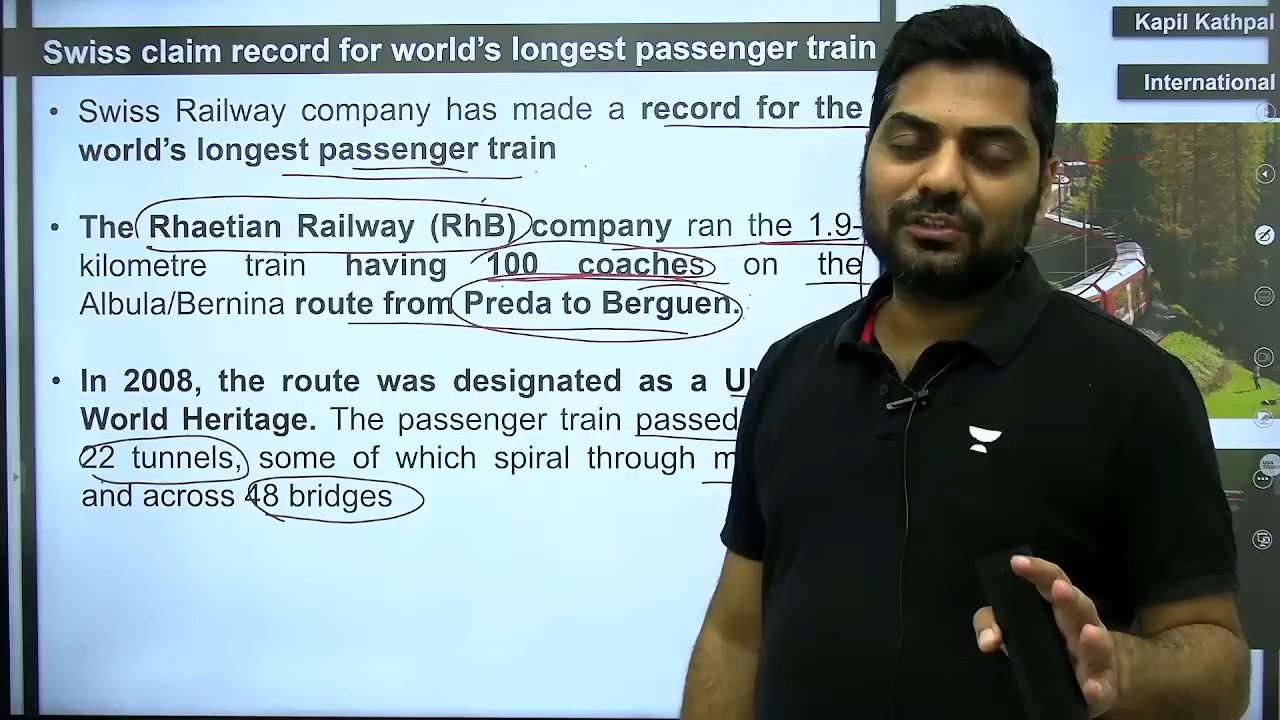 Swiss claim record for world's longest passenger train
Kapil Kathpal
International
• Swiss Railway company has made a record for the
world's longest passenger train
• The Rhaetian Railway (RhB) company ran the 1.9-
kilometre train having 100 coaches on the
Albula/Bernina route from Preda to Berguen.
• In 2008, the route was designated as a
World Heritage. The passenger train passed
22 tunnels, some of which spiral through
and across 48 bridges